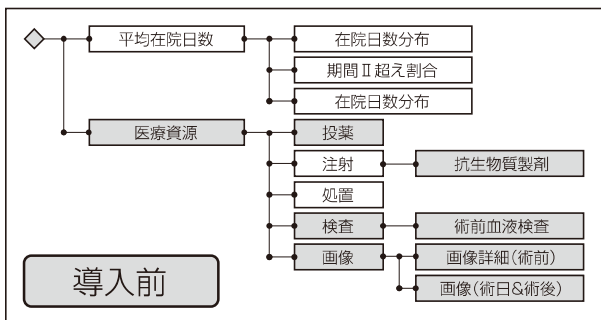 平均在院日数
在院日数分布
期間Ⅱ超え割合
在院日数分布
医療資源
投薬
注射
抗生物質製剤
処置
検査
術前血液検査
画像
画像詳細(術前)
画像(術日&術後)
導入前